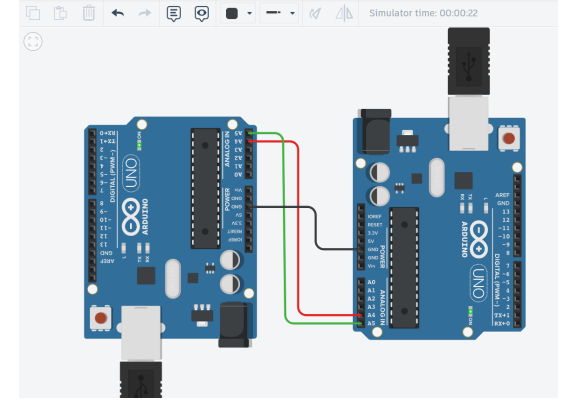 Simulator time: 00:00:22
RX←0
TX→1
2
~3
4
~5
~6
7
8
~9
~10
~11
12
13
GND
AREF
DIGITAL (PWM~)
UNO
ARDUINO
L
TX
RX
ON
ANALOG IN
A5
A4
A3
A2
A1
A0
POWER
Vin
GND
GND
5V
3.3V
RESET
IOREF
IOREF
RESET
3.3V
5V
GND
GND
Vin
POWER
A0
A1
A2
A3
A4
A5
ANALOG IN
RX
TX
L
ARDUINO
UNO
ON
AREF
GND
13
12
~11
~10
~9
8
DIGITAL (PWM~)
7
~6
~5
4
~3
2
TX→1
RX←0